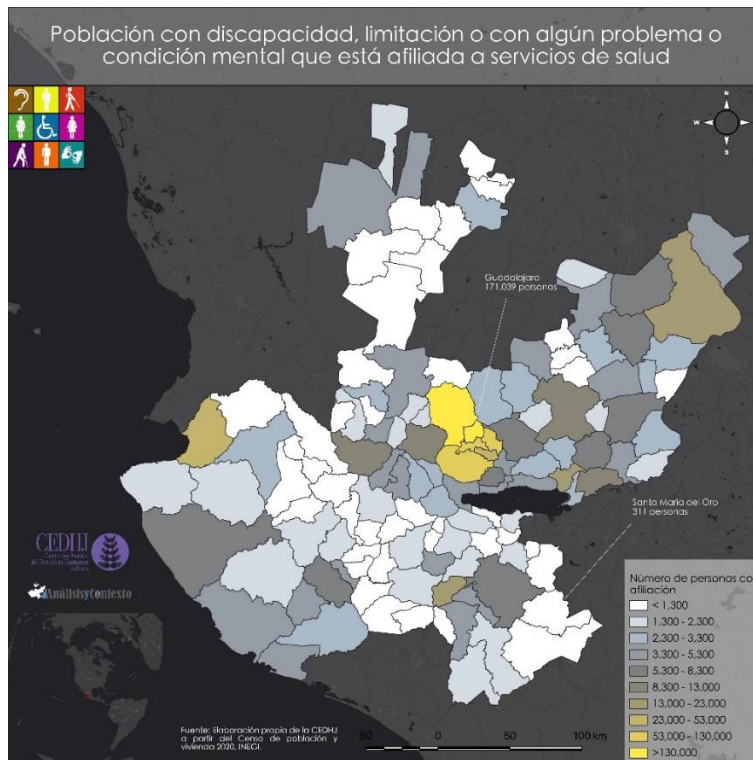 Población con discapacidad, limitación o con algún problema o
condición mental que está afiliada a servicios de salud
N
W
E
S
Guadalajara
171,039 personas
Santa María del Oro
311 personas
CEDHJ
AnálisisyContexto
Número de personas co
afiliación
< 1,300
1,300 - 2,300
2,300 - 3,300
3,300 - 5,300
5,300 - 8,300
8,300 - 13,000
13,000 - 23,000
23,000 - 53,000
53,000 - 130,000
>130,000
Fuente: Elaboración propia de la CEDHJ
a partir del Censo de población y
vivienda 2020, INEGI.
50 0 50 100 km